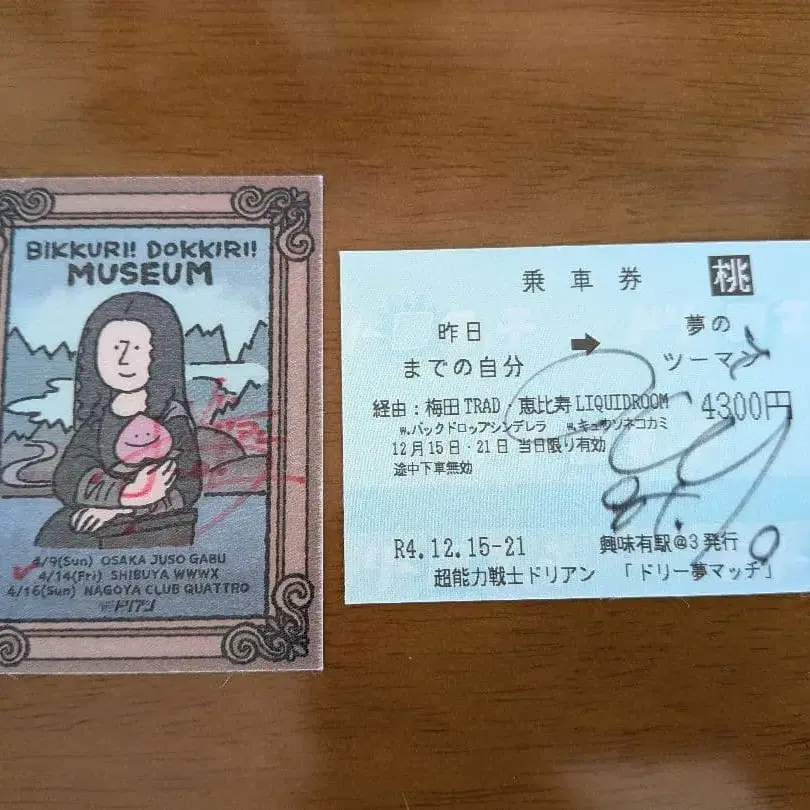 BIKKURI!! DOKKIRI!!
MUSEUM
4/9(Sun) OSAKA JUSO GABU
4/14(Fri) SHIBUYA WWWX
4/16(Sun) NAGOYA CLUB QUATTRO
ドリアン
乗車券 桃
昨日までの自分 ➡ 夢のツーマン
経由:梅田TRAD 恵比寿LIQUIDROOM 4300円
w.バックドロップシンデレラ w.キュウソネコカミ
12月15日・21日 当日限り有効
途中下車無効
R4.12.15-21 興味有駅@3発行
超能力戦士ドリアン 「ドリー夢マッチ」